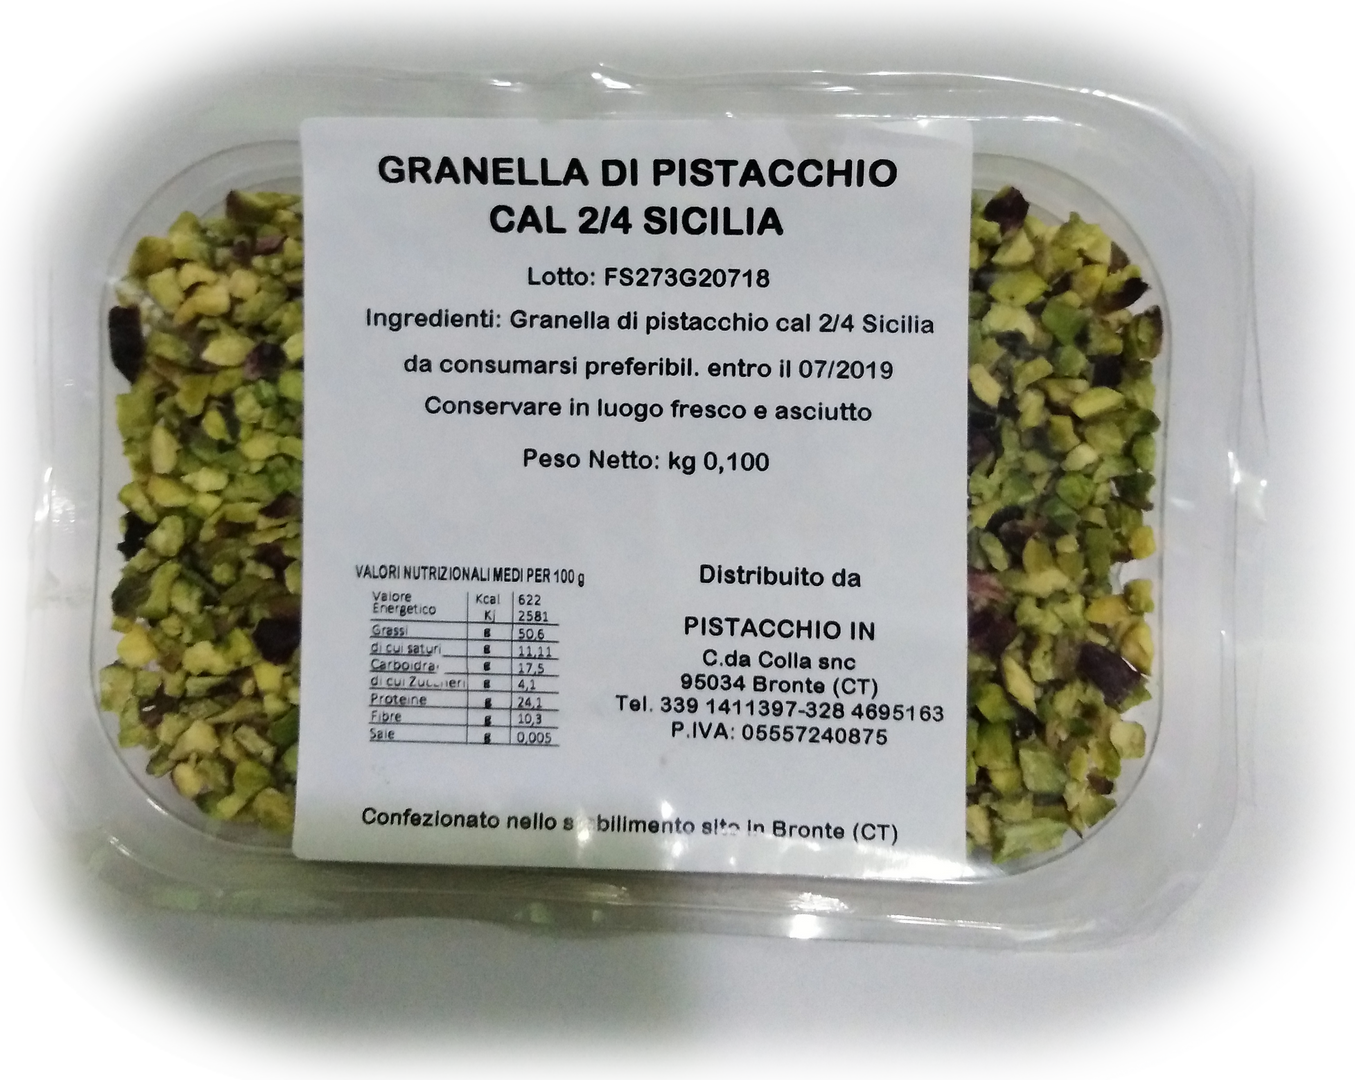 GRANELLA DI PISTACCHIO
CAL 2/4 SICILIA
Lotto: FS273G20718
Ingredienti: Granella di pistacchio cal 2/4 Sicilia
da consumarsi preferibil. entro il 07/2019
Conservare in luogo fresco e asciutto
Peso Netto: kg 0,100
VALORI NUTRIZIONALI MEDI PER 100 g
Valore Energetico Kcal 622
Kj 2581
Grassi g 50,6
di cui saturi g 11,11
g 17,5
di cui g 4,1
Proteine g 24,1
Fibre g 10,3
Sale g 0,005
Distribuito da
PISTACCHIO IN
C.da Colla snc
95034 Bronte (CT)
Tel. 339 1411397-328 4695163
P.IVA: 05557240875
Confezionato nello sito in Bronte (CT)